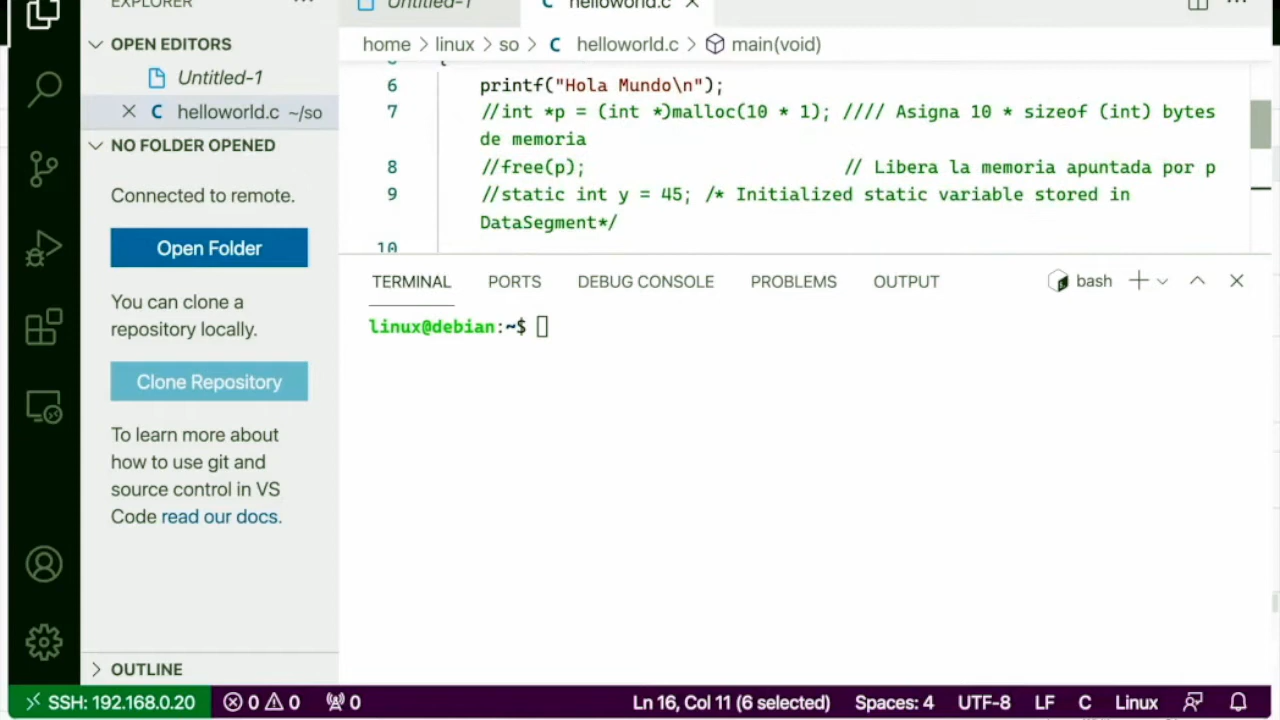 EXPLORER
Untitled-1
helloworld.c
OPEN EDITORS
Untitled-1
helloworld.c ~/so
NO FOLDER OPENED
Connected to remote.
Open Folder
You can clone a
repository locally.
Clone Repository
To learn more about
how to use git and
source control in VS
Code read our docs.
OUTLINE
home > linux > so > C helloworld.c > main(void)
6 printf("Hola Mundo\n");
7 //int *p = (int *)malloc(10 * 1); //// Asigna 10 * sizeof (int) bytes
de memoria
8 //free(p); // Libera la memoria apuntada por p
9 //static int y = 45; /* Initialized static variable stored in
DataSegment*/
10
TERMINAL PORTS DEBUG CONSOLE PROBLEMS OUTPUT bash
linux@debian:~$
SSH: 192.168.0.20 0 0 0 Ln 16, Col 11 (6 selected) Spaces: 4 UTF-8 LF C Linux